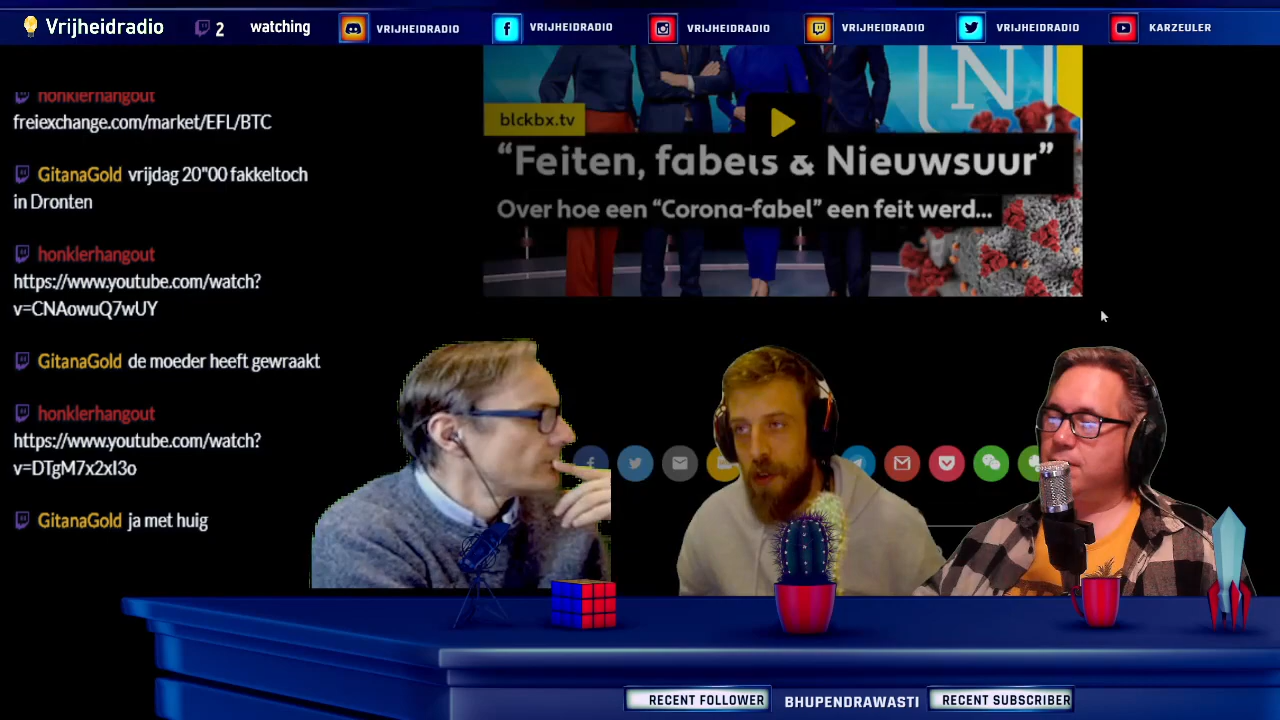 Vrijheidradio
2 watching
VRIJHEIDRADIO
VRIJHEIDRADIO
VRIJHEIDRADIO
VRIJHEIDRADIO
VRIJHEIDRADIO
KARZEULER
honklerhangout
freiexchange.com/market/EFL/BTC
GitanaGold vrijdag 20"00 fakkeltoch
in Dronten
honklerhangout
https://www.youtube.com/watch?
v=CNAowuQ7wUY
GitanaGold de moeder heeft gewraakt
honklerhangout
https://www.youtube.com/watch?
v=DTgM7x2xI3o
GitanaGold ja met huig
N
blckbx.tv
“Feiten, fabels & Nieuwsuur”
Over hoe een “Corona-fabel” een feit werd...
RECENT FOLLOWER BHUPENDRAWASTI RECENT SUBSCRIBER